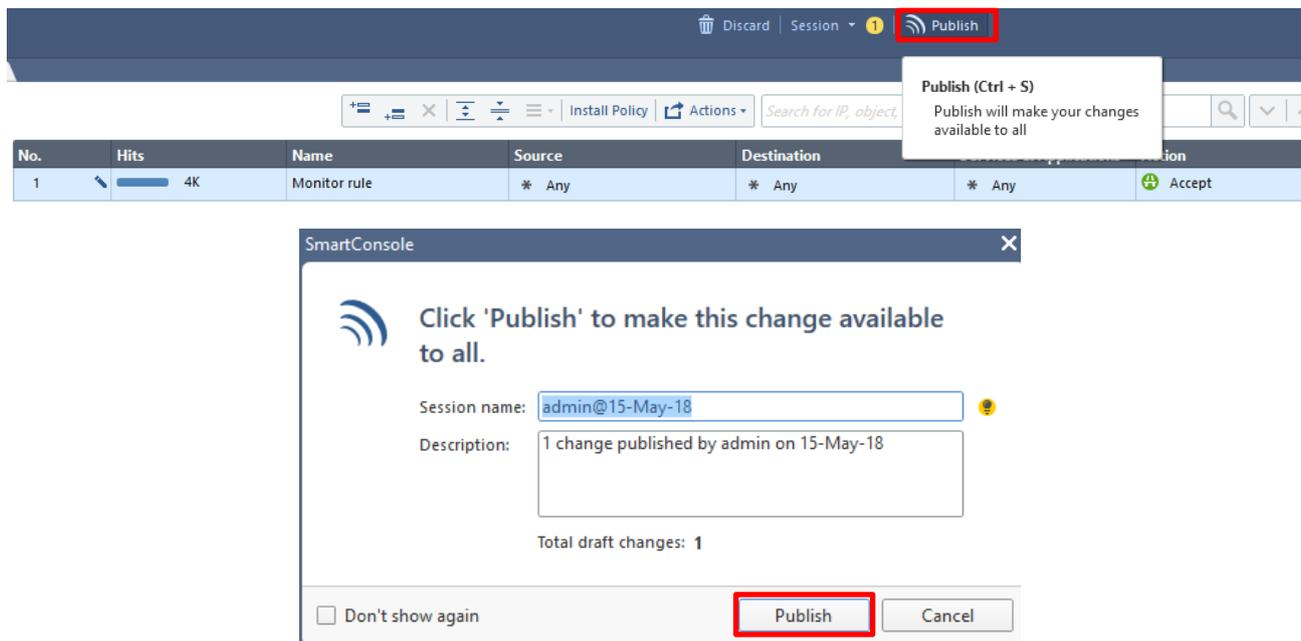 Discard Session 1 Publish
Publish (Ctrl + S)
Publish will make your changes
available to all
Install Policy Actions Search for IP, object,
No. Hits Name Source Destination
1 4K Monitor rule * Any * Any * Any Accept
SmartConsole
Click 'Publish' to make this change available
to all.
Session name: admin@15-May-18
Description: 1 change published by admin on 15-May-18
Total draft changes: 1
Don't show again Publish Cancel